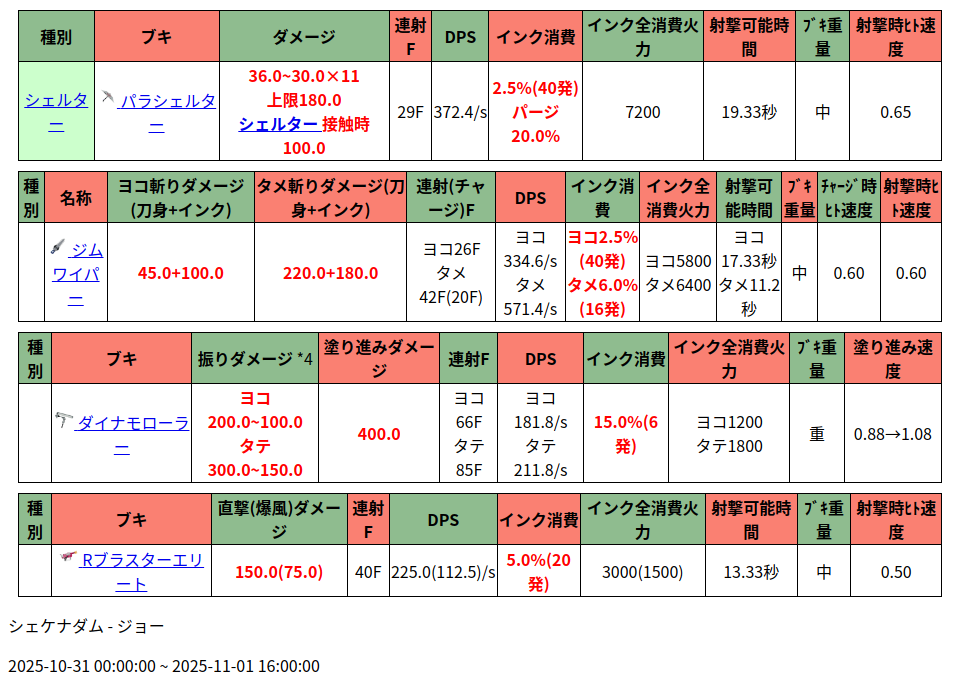 種別 ブキ ダメージ 連射F DPS インク消費 インク全消費火力 射撃可能時間 ﾌﾞｷ重量 射撃時ﾋﾄ速度
シェルター パラシェルター 36.0~30.0×11 上限180.0 シェルター 接触時 100.0 29F 372.4/s 2.5%(40発) パージ 20.0% 7200 19.33秒 中 0.65
種別 名称 ヨコ斬りダメージ(刀身+インク) タメ斬りダメージ(刀身+インク) 連射(チャージ)F DPS インク消費 インク全消費火力 射撃可能時間 ﾌﾞｷ重量 ﾁｬｰｼﾞ時ﾋﾄ速度 射撃時ﾋﾄ速度
ジムワイパー 45.0+100.0 220.0+180.0 ヨコ26F タメ 42F(20F) ヨコ 334.6/s タメ 571.4/s ヨコ2.5%(40発) タメ6.0%(16発) ヨコ5800 タメ6400 ヨコ 17.33秒 タメ11.2秒 中 0.60 0.60
種別 ブキ 振りダメージ *4 塗り進みダメージ 連射F DPS インク消費 インク全消費火力 ﾌﾞｷ重量 塗り進み速度
ダイナモローラー ヨコ 200.0~100.0 タテ 300.0~150.0 400.0 ヨコ 66F タテ 85F ヨコ 181.8/s タテ 211.8/s 15.0%(6発) ヨコ1200 タテ1800 重 0.88→1.08
種別 ブキ 直撃(爆風)ダメージ 連射F DPS インク消費 インク全消費火力 射撃可能時間 ﾌﾞｷ重量 射撃時ﾋﾄ速度
Rブラスターエリート 150.0(75.0) 40F 225.0(112.5)/s 5.0%(20発) 3000(1500) 13.33秒 中 0.50
シェケナダム - ジョー
2025-10-31 00:00:00 ~ 2025-11-01 16:00:00